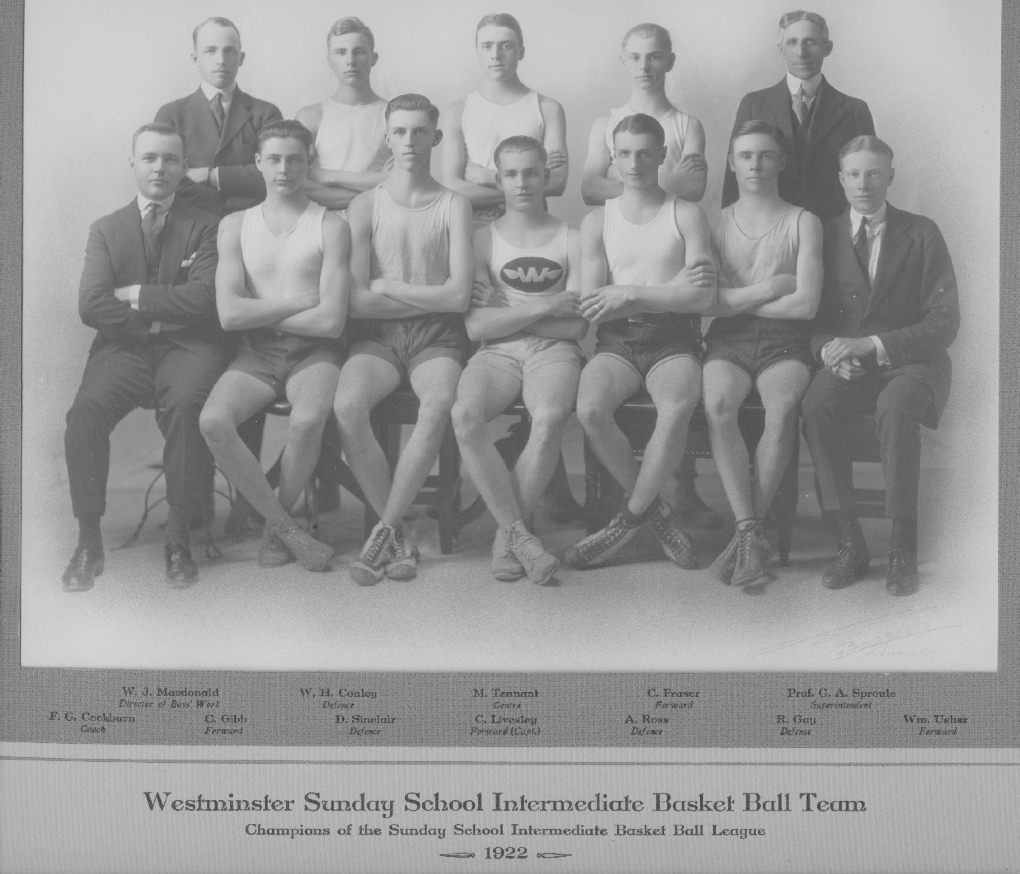 W
W. J. Macdonald W. H. Conley M. Tennant C. Fraser Prof. G. A. Sproule
Director of Boys' Work Defence Centre Forward Superintendent
F. G. Cockburn C. Gibb D. Sinclair C. Livesley A. Ross R. Guy Wm. Usher
Coach Forward Defence Forward (Capt.) Defence Defence Forward
Westminster Sunday School Intermediate Basket Ball Team
Champions of the Sunday School Intermediate Basket Ball League
1922